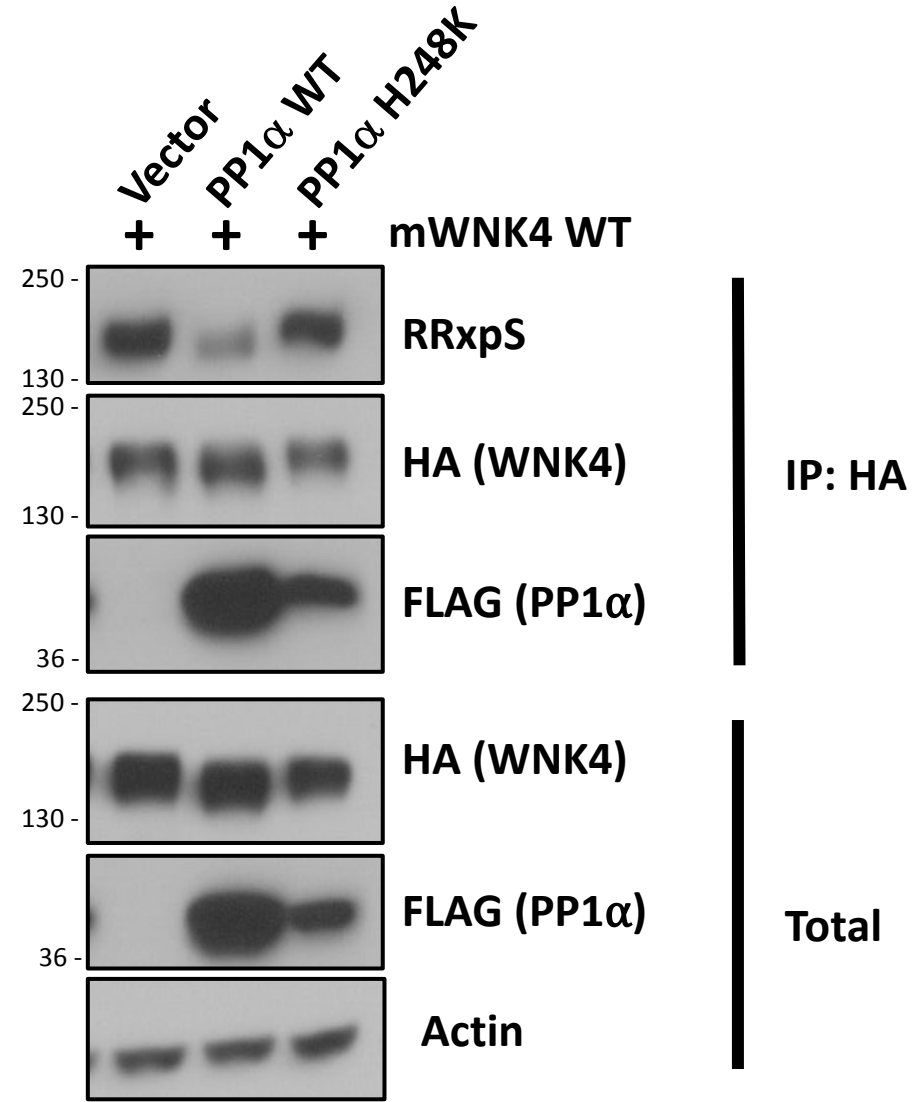 Vector
PP1α WT
PP1α H248K
+ + + mWNK4 WT
250 -
RRxpS
130 -
250 -
HA (WNK4)
130 -
FLAG (PP1α)
36 -
IP: HA
250 -
HA (WNK4)
130 -
FLAG (PP1α)
36 -
Actin
Total